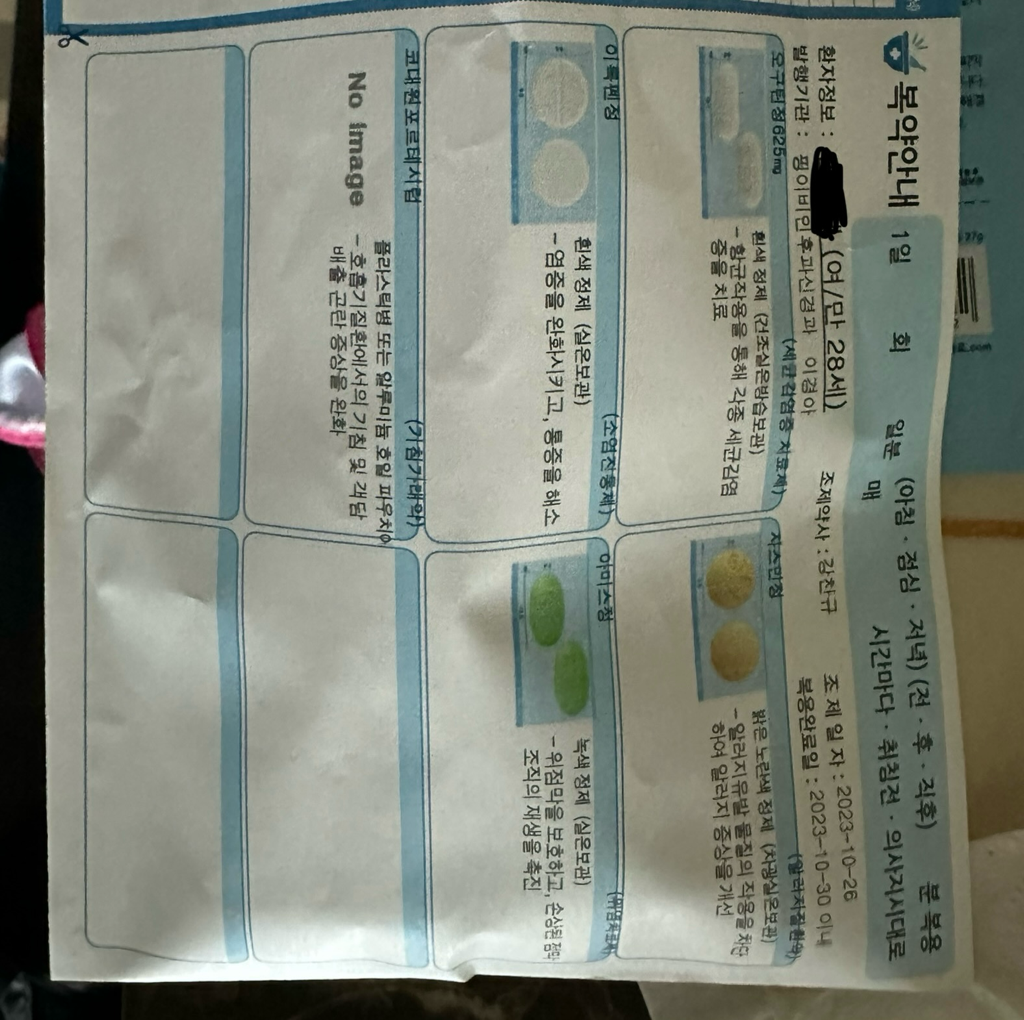 복약안내
1일 회 일분 (아침 · 점심 · 저녁) (전 · 후 · 직후) 분 복용
매 시간마다 · 취침전 · 의사지시대로
환자정보 : (여/만 28세)
조제약사 : 강찬규
조 제 일 자 : 2023-10-26
발행기관 : 핑이비인후과신경과 이경아
복용완료일 : 2023-10-30 이내
오구틴정625mg (세균감염증 치료제)
흰색 정제 (건조실온방습보관)
- 항균작용을 통해 각종 세균감염
증을 치료
지즈민정 (알러지질환약)
밝은 노란색 정제 (차광실온보관)
- 알러지유발 물질의 작용을 차단
하여 알러지 증상을 개선
이록펜정 (소염진통제)
흰색 정제 (실온보관)
- 염증을 완화시키고, 통증을 해소
아미스정 (위염치료제)
녹색 정제 (실온보관)
- 위점막을 보호하고, 손상된 점막
조직의 재생을 촉진
코대원포르테시럽 (기침가래약)
No Image
플라스틱병 또는 알루미늄 호일 파우치
- 호흡기질환에서의 기침 및 객담
배출 곤란 증상을 완화